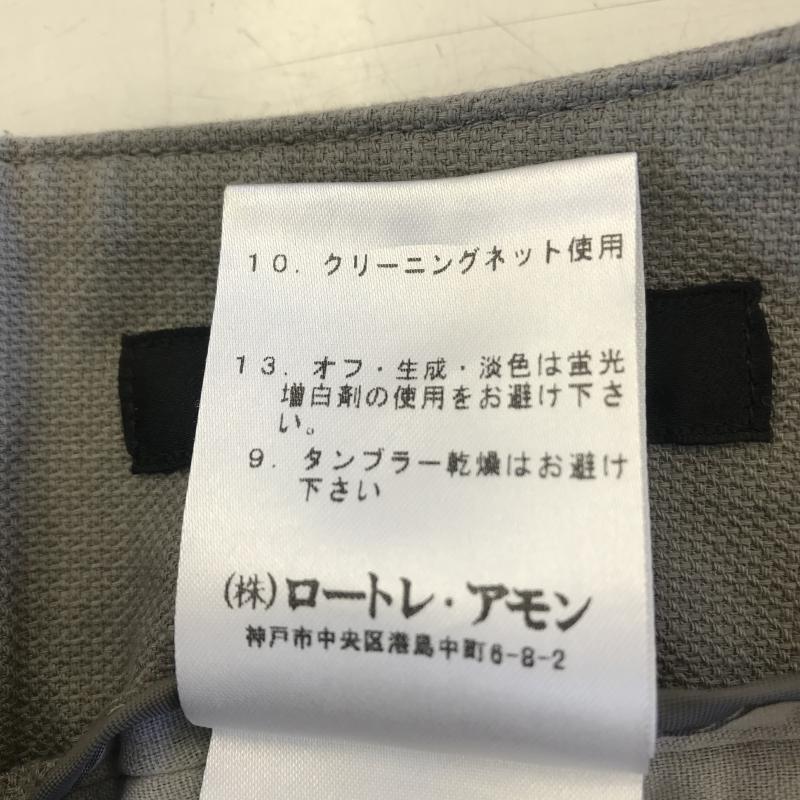 10. クリーニングネット使用
13. オフ・生成・淡色は蛍光
増白剤の使用をお避け下さ
い。
9. タンブラー乾燥はお避け
下さい
(株)ロートレ・アモン
神戸市中央区港島中町6-8-2